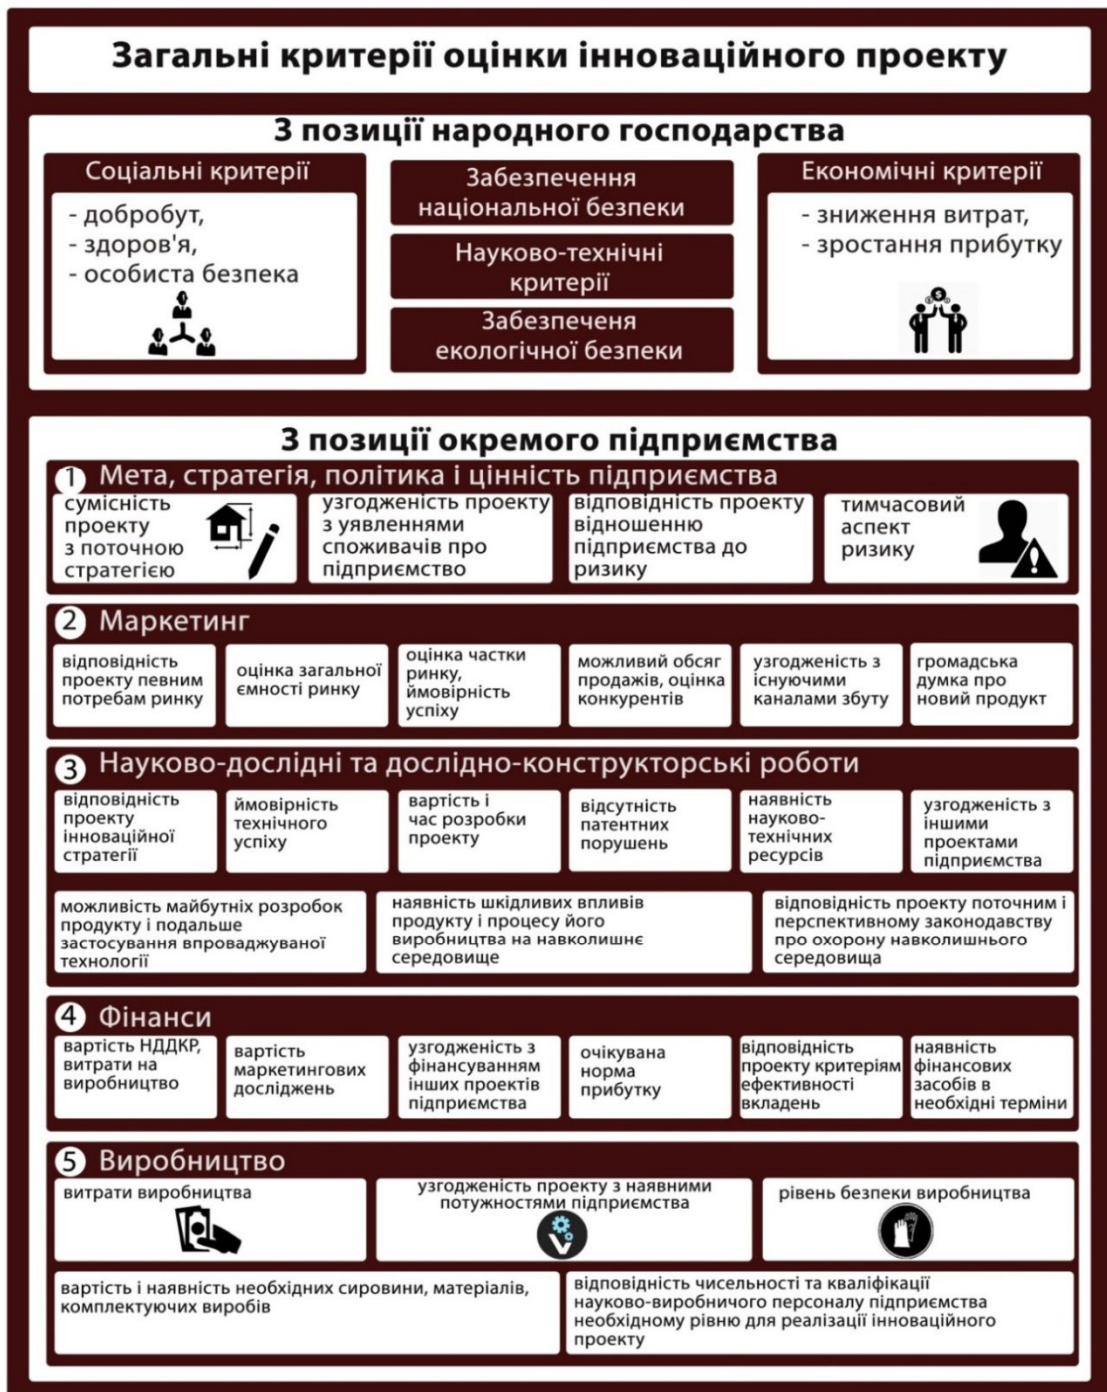 Загальні критерії оцінки інноваційного проекту
З позиції народного господарства
Соціальні критерії
- добробут,
- здоров'я,
- особиста безпека
Забезпечення
національної безпеки
Науково-технічні
критерії
Забезпеченя
екологічної безпеки
Економічні критерії
- зниження витрат,
- зростання прибутку
З позиції окремого підприємства
1 Мета, стратегія, політика і цінність підприємства
сумісність
проекту
з поточною
стратегією
узгодженість проекту
з уявленнями
споживачів про
підприємство
відповідність проекту
відношенню
підприємства до
ризику
тимчасовий
аспект
ризику
2 Маркетинг
відповідність
проекту певним
потребам ринку
оцінка загальної
ємності ринку
оцінка частки
ринку,
ймовірність
успіху
можливий обсяг
продажів, оцінка
конкурентів
узгодженість з
існуючими
каналами збуту
громадська
думка про
новий продукт
3 Науково-дослідні та дослідно-конструкторські роботи
відповідність
проекту
інноваційної
стратегії
ймовірність
технічного
успіху
вартість і
час розробки
проекту
відсутність
патентних
порушень
наявність
науково-
технічних
ресурсів
узгодженість з
іншими
проектами
підприємства
можливість майбутніх розробок
продукту і подальше
застосування впроваджуваної
технології
наявність шкідливих впливів
продукту і процесу його
виробництва на навколишнє
середовище
відповідність проекту поточним і
перспективному законодавству
про охорону навколишнього
середовища
4 Фінанси
вартість НДДКР,
витрати на
виробництво
вартість
маркетингових
досліджень
узгодженість з
фінансуванням
інших проектів
підприємства
очікувана
норма
прибутку
відповідність
проекту критеріям
ефективності
вкладень
наявність
фінансових
засобів в
необхідні терміни
5 Виробництво
витрати виробництва
узгодженість проекту з наявними
потужностями підприємства
рівень безпеки виробництва
вартість і наявність необхідних сировини, матеріалів,
комплектуючих виробів
відповідність чисельності та кваліфікації
науково-виробничого персоналу підприємства
необхідному рівню для реалізації інноваційного
проекту